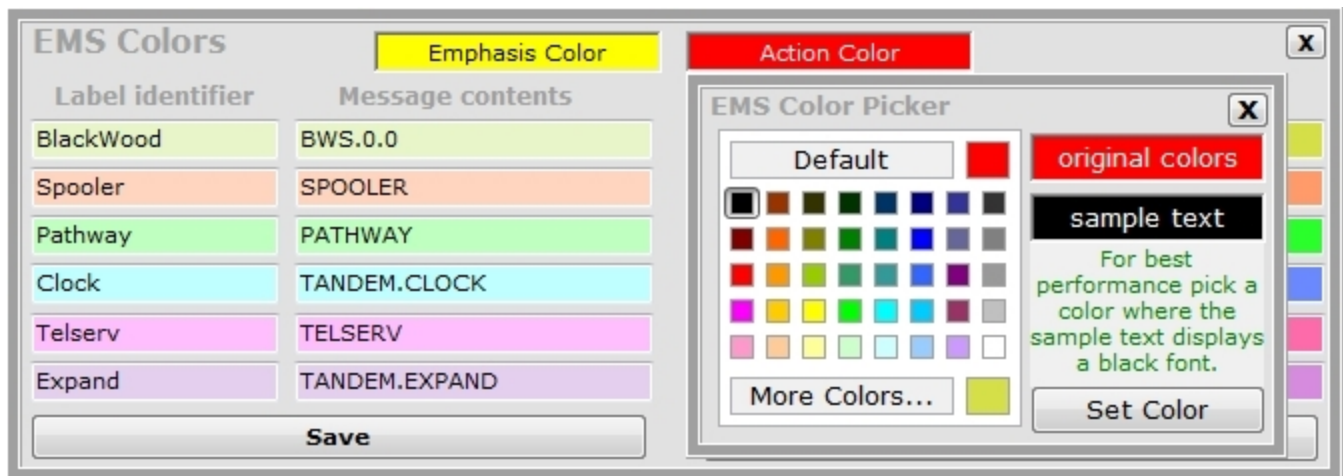 EMS Colors
Emphasis Color
Action Color
X
Label identifier
Message contents
BlackWood
BWS.0.0
Spooler
SPOOLER
Pathway
PATHWAY
Clock
TANDEM.CLOCK
Telserv
TELSERV
Expand
TANDEM.EXPAND
Save
EMS Color Picker
X
Default
original colors
sample text
For best
performance pick a
color where the
sample text displays
a black font.
More Colors...
Set Color